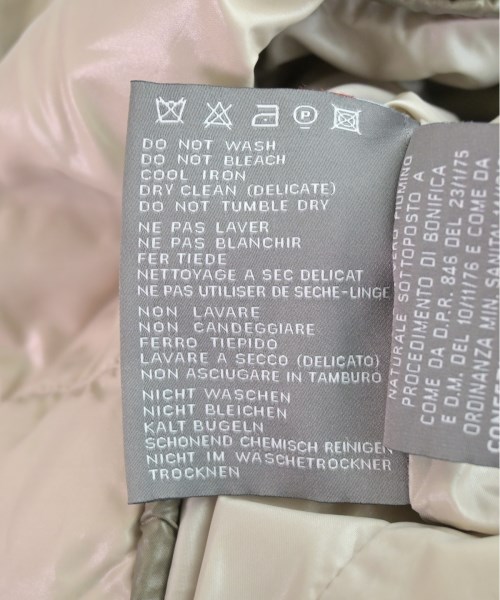 P
DO NOT WASH
DO NOT BLEACH
COOL IRON
DRY CLEAN (DELICATE)
DO NOT TUMBLE DRY
NE PAS LAVER
NE PAS BLANCHIR
FER TIEDE
NETTOYAGE A SEC DELICAT
NE PAS UTILISER DE SECHE-LINGE
NON LAVARE
NON CANDEGGIARE
FERRO TIEPIDO
LAVARE A SECCO (DELICATO)
NON ASCIUGARE IN TAMBURO
NICHT WASCHEN
NICHT BLEICHEN
KALT BUGELN
SCHONEND CHEMISCH REINIGEN
NICHT IM WASCHETROCKNER
TROCKNEN
NATURALE SOTTOPOSTO A
PROCEDIMENTO DI BONIFICA
COME DA D.P.R. 846 DEL 23/11/75
E D.M. DEL 10/11/76 E COME DA
ORDINANZA MIN.